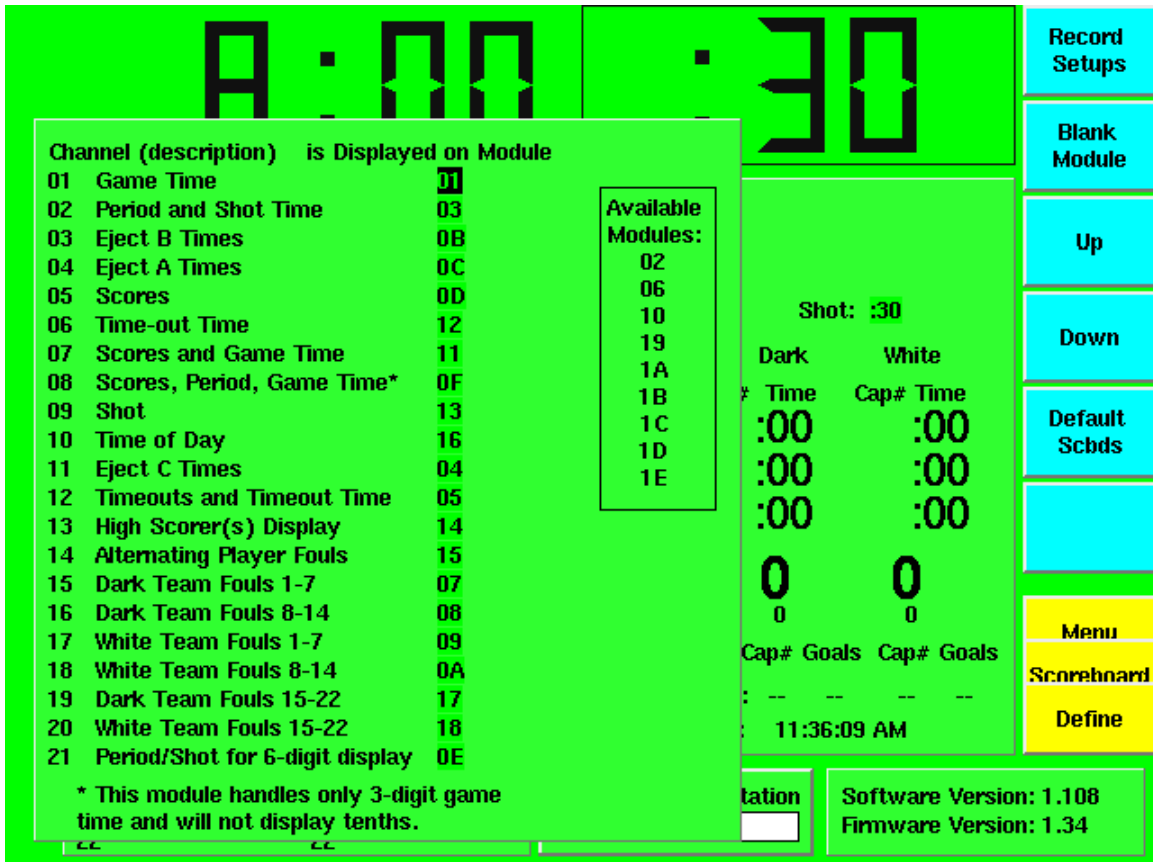 A:00 :30
Channel (description) is Displayed on Module
01 Game Time 01
02 Period and Shot Time 03
03 Eject B Times 0B
04 Eject A Times 0C
05 Scores 0D
06 Time-out Time 12
07 Scores and Game Time 11
08 Scores, Period, Game Time* 0F
09 Shot 13
10 Time of Day 16
11 Eject C Times 04
12 Timeouts and Timeout Time 05
13 High Scorer(s) Display 14
14 Alternating Player Fouls 15
15 Dark Team Fouls 1-7 07
16 Dark Team Fouls 8-14 08
17 White Team Fouls 1-7 09
18 White Team Fouls 8-14 0A
19 Dark Team Fouls 15-22 17
20 White Team Fouls 15-22 18
21 Period/Shot for 6-digit display 0E
* This module handles only 3-digit game
time and will not display tenths.
Available
Modules:
02
06
10
19
1A
1B
1C
1D
1E
Shot: :30
Dark White
# Time Cap# Time
:00 :00
:00 :00
:00 :00
0 0
0 0
Cap# Goals Cap# Goals
: -- -- -- --
: 11:36:09 AM
tation
Software Version: 1.108
Firmware Version: 1.34
Record
Setups
Blank
Module
Up
Down
Default
Scbds
Menu
Scoreboard
Define